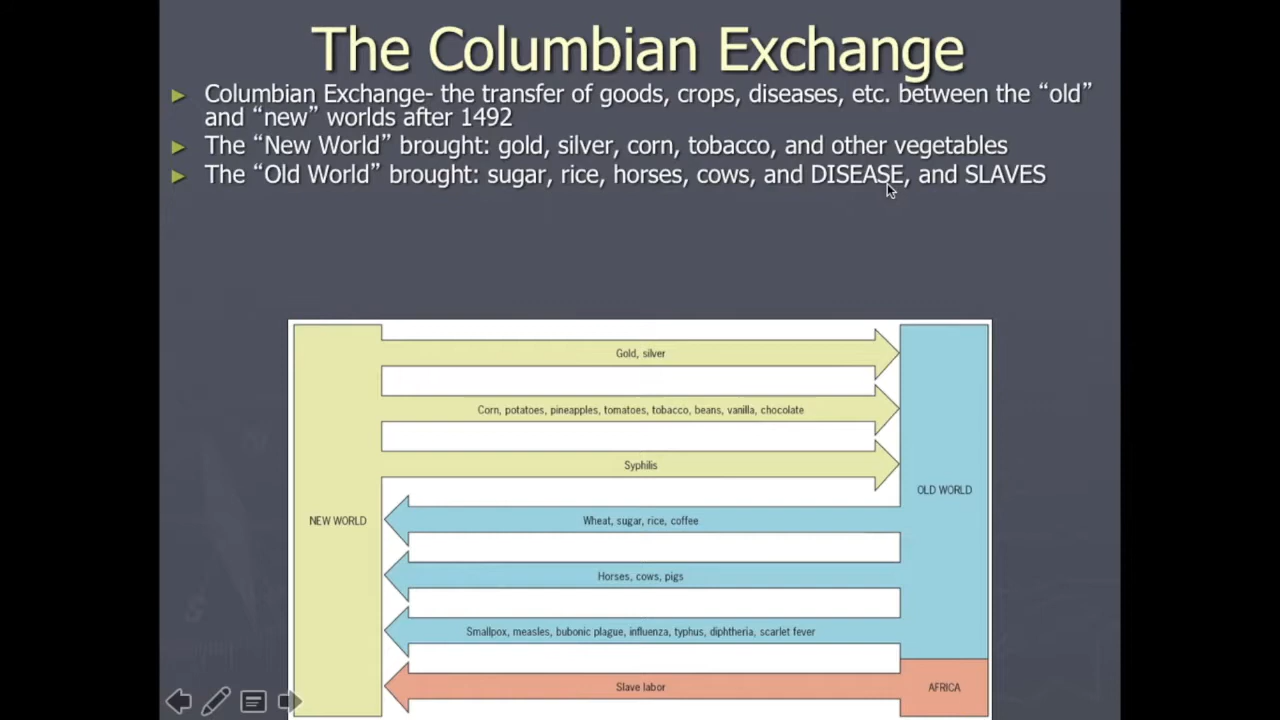 The Columbian Exchange
Columbian Exchange- the transfer of goods, crops, diseases, etc. between the “old”
and “new” worlds after 1492
The “New World” brought: gold, silver, corn, tobacco, and other vegetables
The “Old World” brought: sugar, rice, horses, cows, and DISEASE, and SLAVES
Gold, silver
Corn, potatoes, pineapples, tomatoes, tobacco, beans, vanilla, chocolate
Syphilis
OLD WORLD
NEW WORLD
Wheat, sugar, rice, coffee
Horses, cows, pigs
Smallpox, measles, bubonic plague, influenza, typhus, diphtheria, scarlet fever
Slave labor
AFRICA